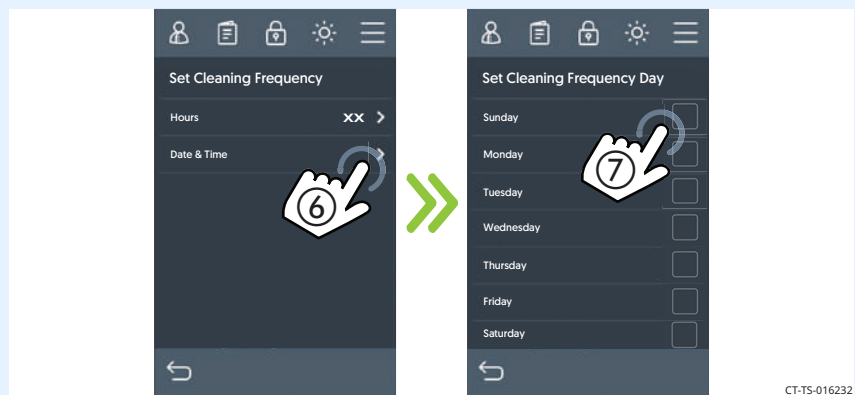 Set Cleaning Frequency
Hours XX
Date & Time
6
Set Cleaning Frequency Day
Sunday
Monday
Tuesday
Wednesday
Thursday
Friday
Saturday
7
CT-TS-016232